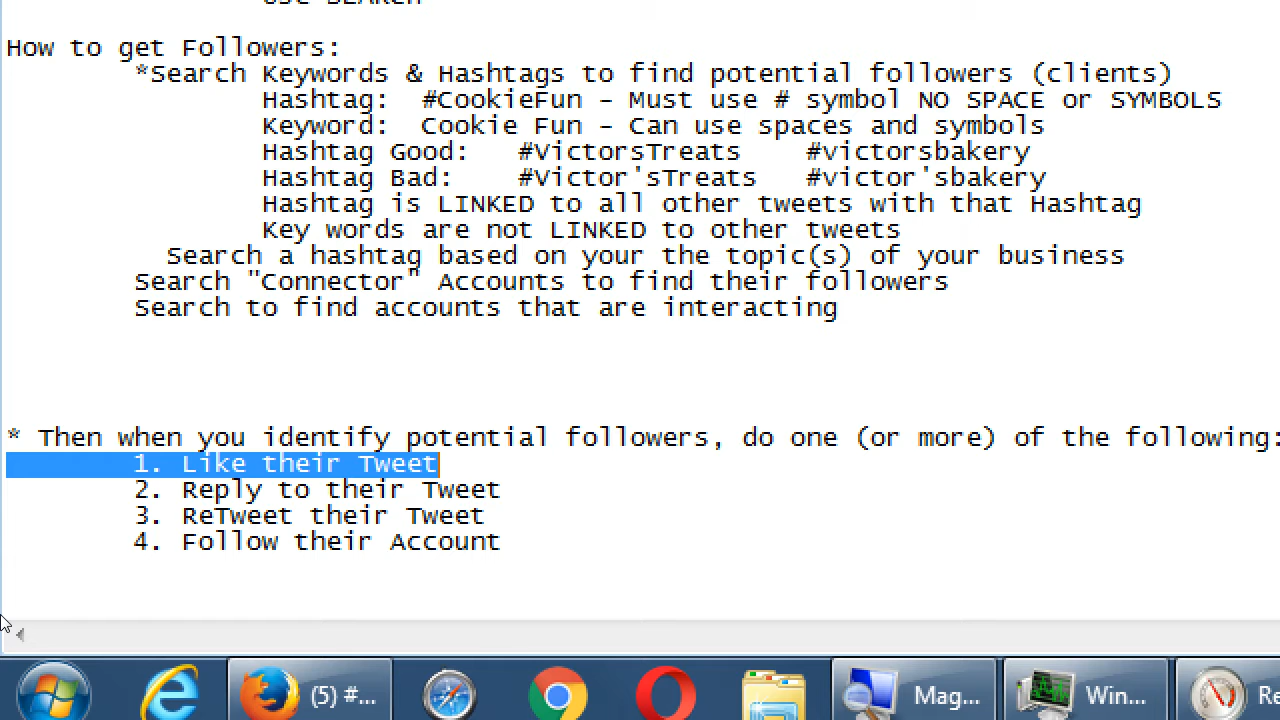 use SEARCH
How to get Followers:
*Search Keywords & Hashtags to find potential followers (clients)
Hashtag: #CookieFun – Must use # symbol NO SPACE or SYMBOLS
Keyword: Cookie Fun – Can use spaces and symbols
Hashtag Good: #VictorsTreats #victorsbakery
Hashtag Bad: #Victor'sTreats #victor'sbakery
Hashtag is LINKED to all other tweets with that Hashtag
Key words are not LINKED to other tweets
Search a hashtag based on your the topic(s) of your business
Search "Connector" Accounts to find their followers
Search to find accounts that are interacting
* Then when you identify potential followers, do one (or more) of the following:
1. Like their Tweet
2. Reply to their Tweet
3. ReTweet their Tweet
4. Follow their Account
(5) #... Mag... Win... Re